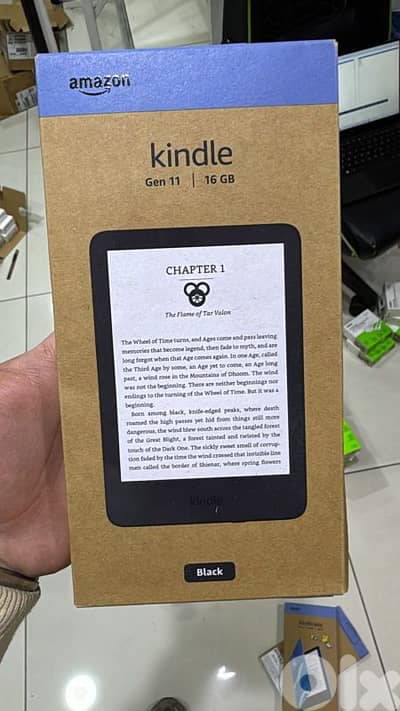 amazon
kindle
Gen 11 | 16 GB
CHAPTER 1
The Flame of Tar Valon
The Wheel of Time turns, and Ages come and pass leaving
memories that become legend, then fade to myth, and are
long forgot when that Age comes again. In one Age, called
the Third Age by some, an Age yet to come, an Age long
past, a wind rose in the Mountains of Dhoom. The wind
was not the beginning. There are neither beginnings nor
endings to the turning of the Wheel of Time. But it was a
beginning.
Born among black, knife-edged peaks, where death
roamed the high passes yet hid from things still more
dangerous, the wind blew south across the tangled forest
of the Great Blight, a forest tainted and twisted by the
touch of the Dark One. The sickly sweet smell of corrup-
tion faded by the time the wind crossed that invisible line
men called the border of Shienar, where spring flowers
kindle
Black
olx